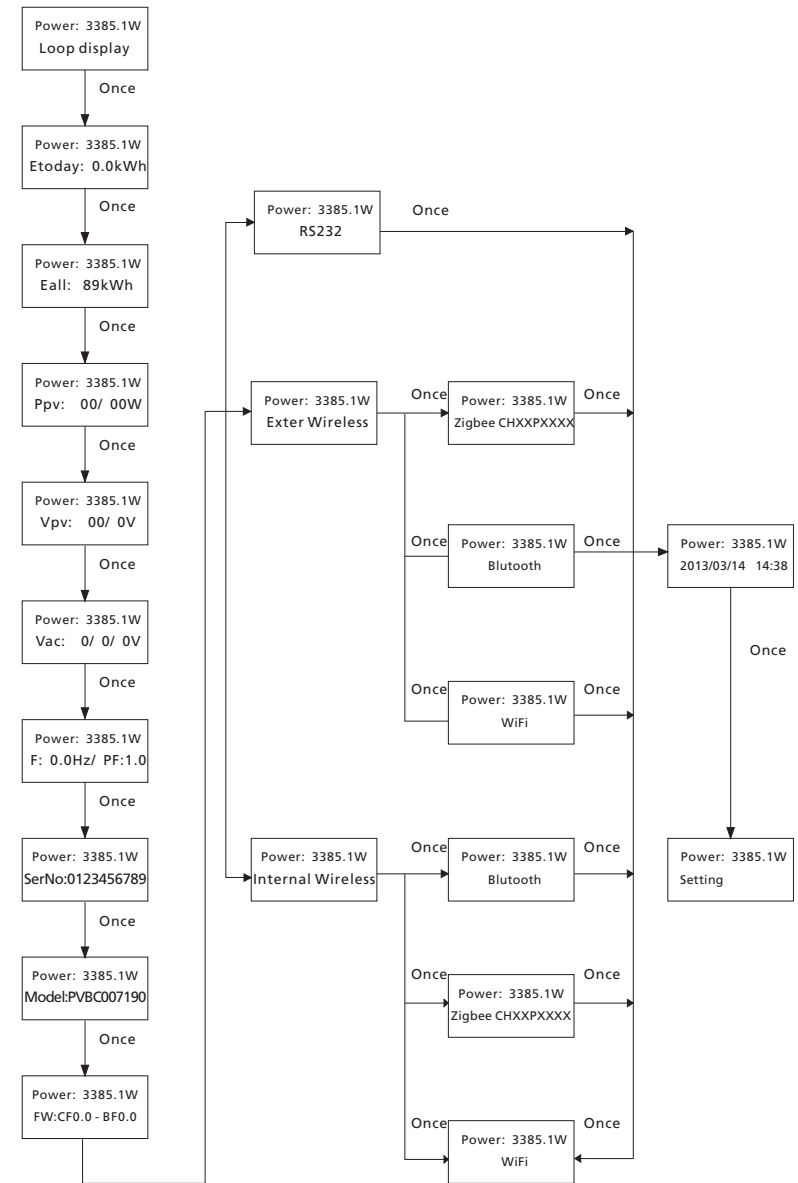 Power: 3385.1W
Loop display
Once
Power: 3385.1W
Etoday: 0.0kWh
Once
Power: 3385.1W
Eall: 89kWh
Once
Power: 3385.1W
Ppv: 00/ 00W
Once
Power: 3385.1W
Vpv: 00/ 0V
Once
Power: 3385.1W
Vac: 0/ 0/ 0V
Once
Power: 3385.1W
F: 0.0Hz/ PF:1.0
Once
Power: 3385.1W
SerNo:0123456789
Once
Power: 3385.1W
Model:PVBC007190
Once
Power: 3385.1W
FW:CF0.0 - BF0.0
Power: 3385.1W
RS232
Once
Power: 3385.1W
Exter Wireless
Once
Power: 3385.1W
Zigbee CHXXPXXXX
Once
Once
Power: 3385.1W
Blutooth
Once
Once
Power: 3385.1W
WiFi
Once
Power: 3385.1W
Internal Wireless
Once
Power: 3385.1W
Blutooth
Once
Once
Power: 3385.1W
Zigbee CHXXPXXXX
Once
Once
Power: 3385.1W
WiFi
Once
Power: 3385.1W
2013/03/14 14:38
Once
Power: 3385.1W
Setting